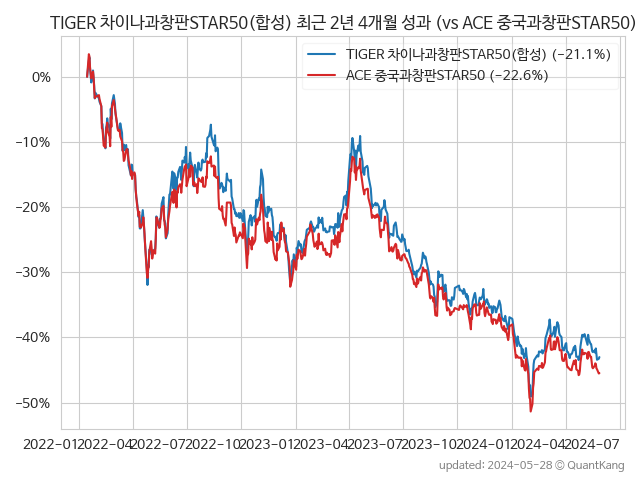 TIGER 차이나과창판STAR50(합성) 최근 2년 4개월 성과 (vs ACE 중국과창판STAR50)
TIGER 차이나과창판STAR50(합성) (-21.1%)
ACE 중국과창판STAR50 (-22.6%)
0%
-10%
-20%
-30%
-40%
-50%
2022-01 2022-04 2022-07 2022-10 2023-01 2023-04 2023-07 2023-10 2024-01 2024-04 2024-07
updated: 2024-05-28 © QuantKang